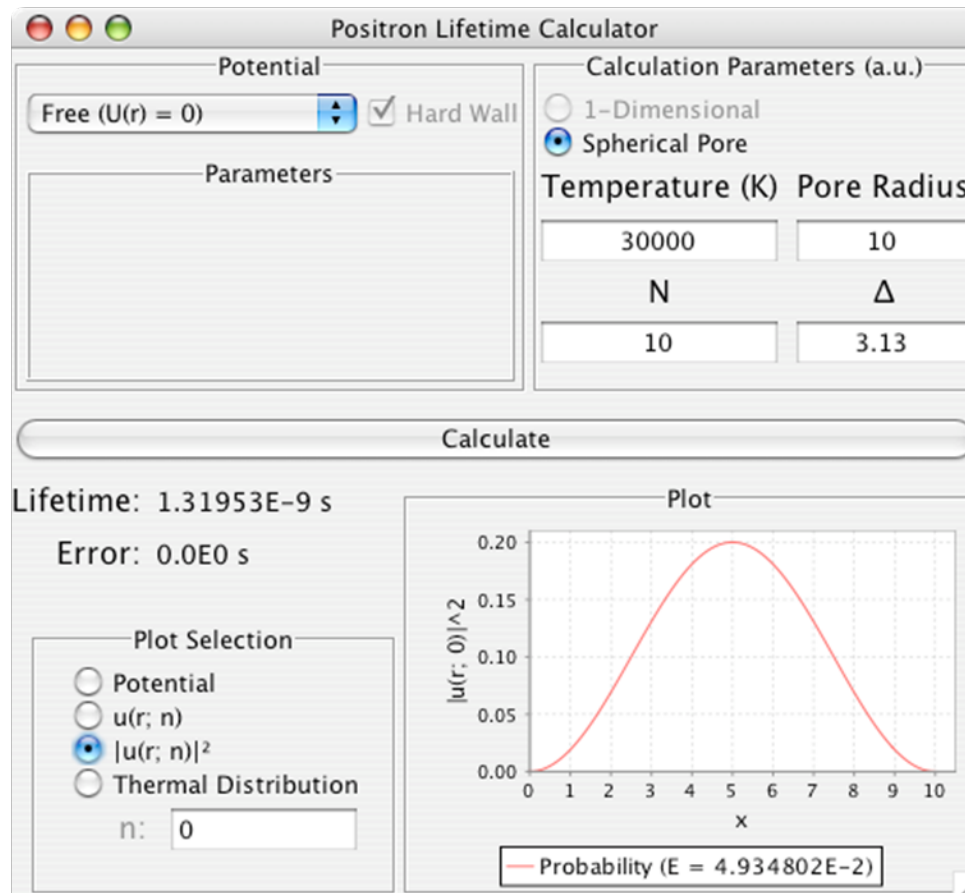 Positron Lifetime Calculator
Potential
Free (U(r) = 0)
Hard Wall
Parameters
Calculation Parameters (a.u.)
1-Dimensional
Spherical Pore
Temperature (K) Pore Radius
30000 10
N Δ
10 3.13
Calculate
Lifetime: 1.31953E-9 s
Error: 0.0E0 s
Plot Selection
Potential
u(r; n)
|u(r; n)|²
Thermal Distribution
n: 0
Plot
|u(r; 0)|^2
0.20
0.15
0.10
0.05
0.00
0 1 2 3 4 5 6 7 8 9 10
x
Probability (E = 4.934802E-2)